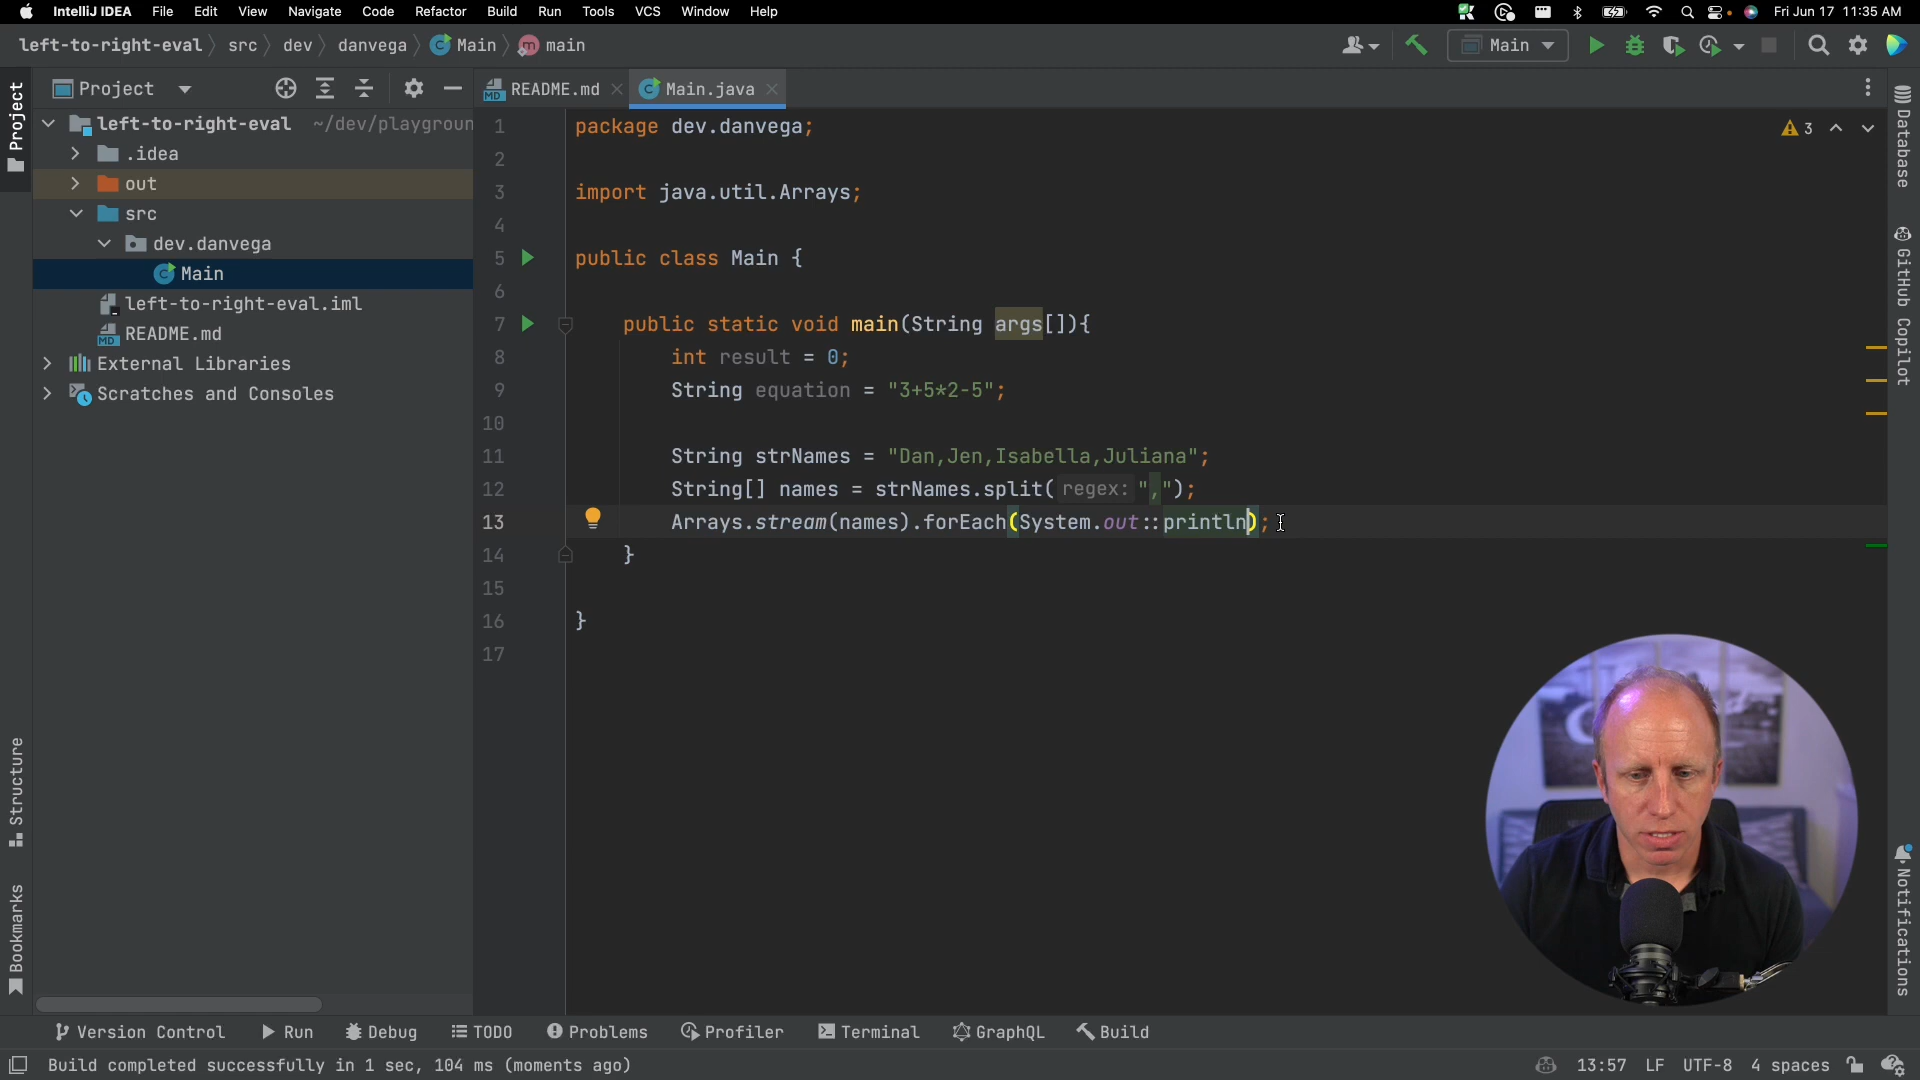 IntelliJ IDEA File Edit View Navigate Code Refactor Build Run Tools VCS Window Help Fri Jun 17 11:35 AM
left-to-right-eval src dev danvega Main main Main
Project
Project README.md Main.java
left-to-right-eval ~/dev/playgroun
.idea
out
src
dev.danvega
Main
left-to-right-eval.iml
README.md
External Libraries
Scratches and Consoles
Structure
Bookmarks
1 package dev.danvega;
2
3 import java.util.Arrays;
4
5 public class Main {
6
7 public static void main(String args[]){
8 int result = 0;
9 String equation = "3+5*2-5";
10
11 String strNames = "Dan,Jen,Isabella,Juliana";
12 String[] names = strNames.split( regex: ",");
13 Arrays.stream(names).forEach(System.out::println);
14 }
15
16 }
17
3
Database
GitHub Copilot
Notifications
Version Control Run Debug TODO Problems Profiler Terminal GraphQL Build
Build completed successfully in 1 sec, 104 ms (moments ago) 13:57 LF UTF-8 4 spaces